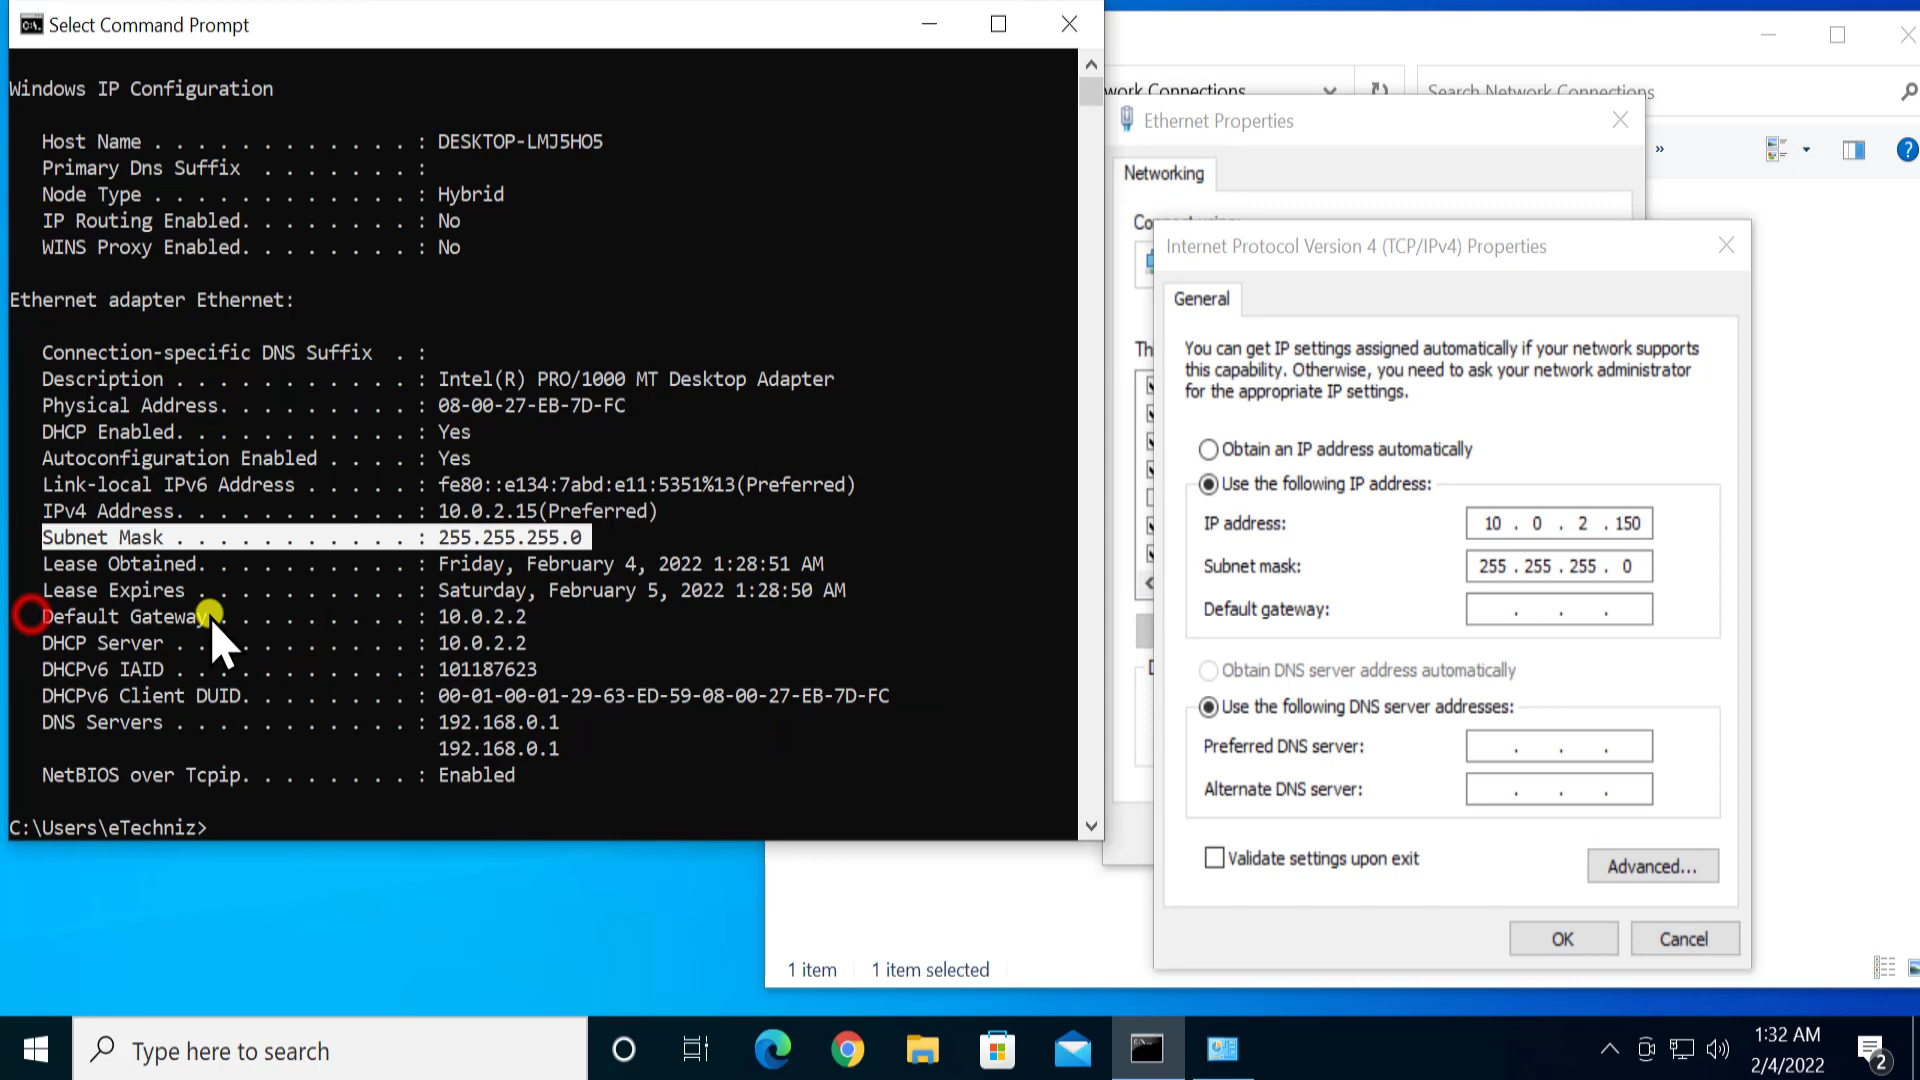 Select Command Prompt
Windows IP Configuration
Host Name . . . . . . . . . . . . : DESKTOP-LMJ5HO5
Primary Dns Suffix  . . . . . . . :
Node Type . . . . . . . . . . . . : Hybrid
IP Routing Enabled. . . . . . . . : No
WINS Proxy Enabled. . . . . . . . : No
Ethernet adapter Ethernet:
Connection-specific DNS Suffix  . :
Description . . . . . . . . . . . : Intel(R) PRO/1000 MT Desktop Adapter
Physical Address. . . . . . . . . : 08-00-27-EB-7D-FC
DHCP Enabled. . . . . . . . . . . : Yes
Autoconfiguration Enabled . . . . : Yes
Link-local IPv6 Address . . . . . : fe80::e134:7abd:e11:5351%13(Preferred)
IPv4 Address. . . . . . . . . . . : 10.0.2.15(Preferred)
Subnet Mask . . . . . . . . . . . : 255.255.255.0
Lease Obtained. . . . . . . . . . : Friday, February 4, 2022 1:28:51 AM
Lease Expires . . . . . . . . . . : Saturday, February 5, 2022 1:28:50 AM
Default Gateway . . . . . . . . . : 10.0.2.2
DHCP Server . . . . . . . . . . . : 10.0.2.2
DHCPv6 IAID . . . . . . . . . . . : 101187623
DHCPv6 Client DUID. . . . . . . . : 00-01-00-01-29-63-ED-59-08-00-27-EB-7D-FC
DNS Servers . . . . . . . . . . . : 192.168.0.1
192.168.0.1
NetBIOS over Tcpip. . . . . . . . : Enabled
C:\Users\eTechniz>
work Connections
Search Network Connections
»
Ethernet Properties
Networking
Internet Protocol Version 4 (TCP/IPv4) Properties
General
You can get IP settings assigned automatically if your network supports
this capability. Otherwise, you need to ask your network administrator
for the appropriate IP settings.
Obtain an IP address automatically
Use the following IP address:
IP address: 10 . 0 . 2 . 150
Subnet mask: 255 . 255 . 255 . 0
Default gateway: . . .
Obtain DNS server address automatically
Use the following DNS server addresses:
Preferred DNS server: . . .
Alternate DNS server: . . .
Validate settings upon exit
Advanced...
OK
Cancel
1 item
1 item selected
Type here to search
1:32 AM
2/4/2022
2